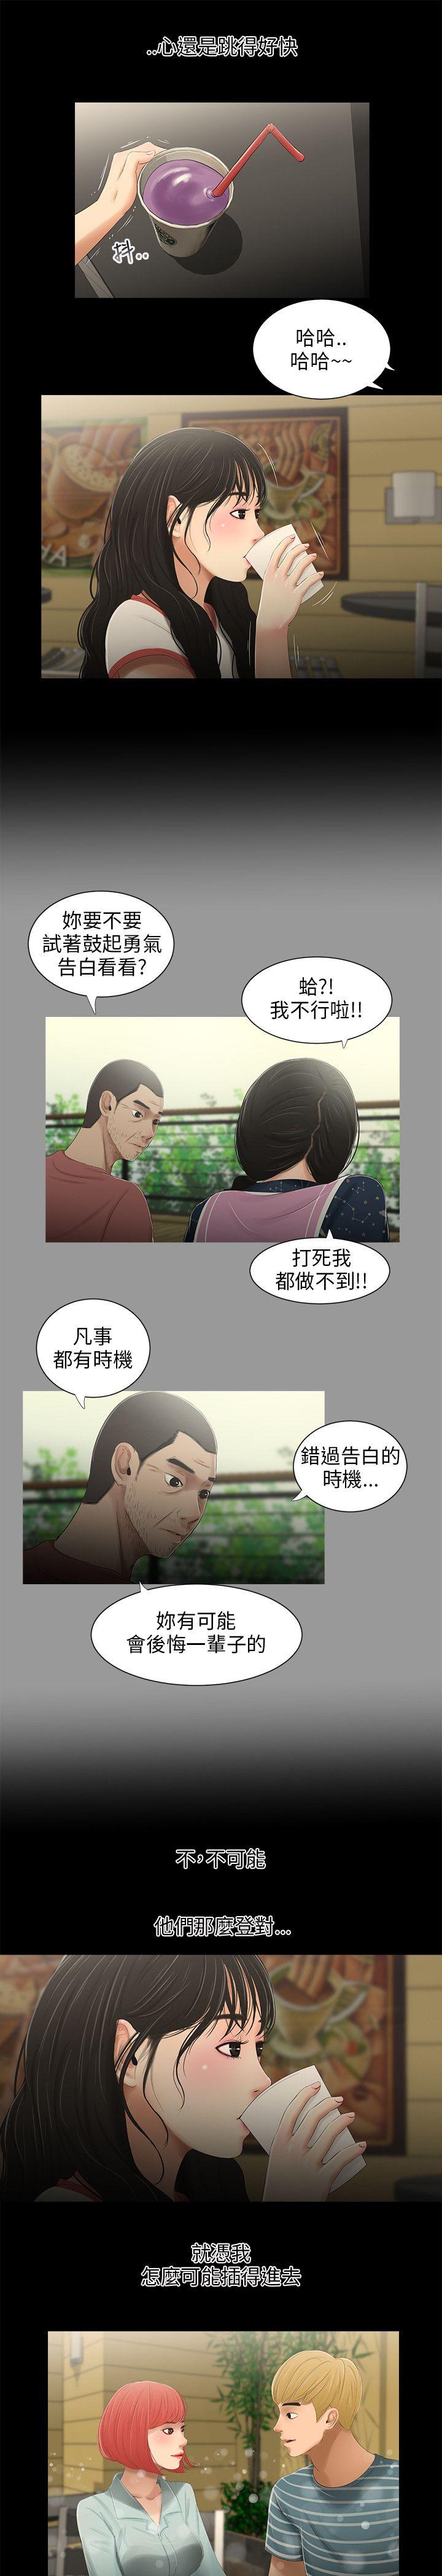 ..心還是跳得好快
抖..
哈哈..
哈哈~~
妳要不要
試著鼓起勇氣
告白看看?
蛤?!
我不行啦!!
打死我
都做不到!!
凡事
都有時機
錯過告白的
時機...
妳有可能
會後悔一輩子的
不,不可能
他們那麼登對...
就憑我
怎麼可能插得進去